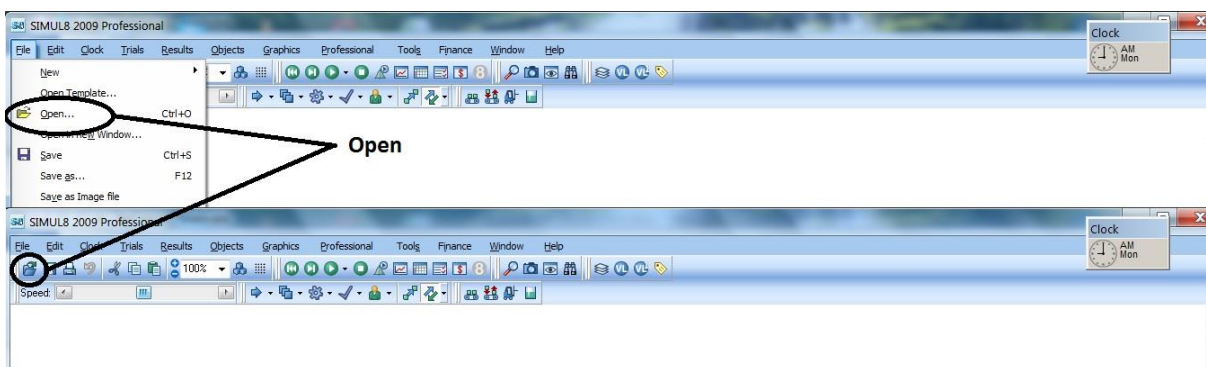 SIMUL8 2009 Professional
Clock
AM
Mon
File Edit Clock Trials Results Objects Graphics Professional Tools Finance Window Help
New
Open Template...
Open... Ctrl+O
Open in new Window...
Save Ctrl+S
Save as... F12
Save as Image file
Open
SIMUL8 2009 Professional
Clock
AM
Mon
File Edit Clock Trials Results Objects Graphics Professional Tools Finance Window Help
100%
Speed: